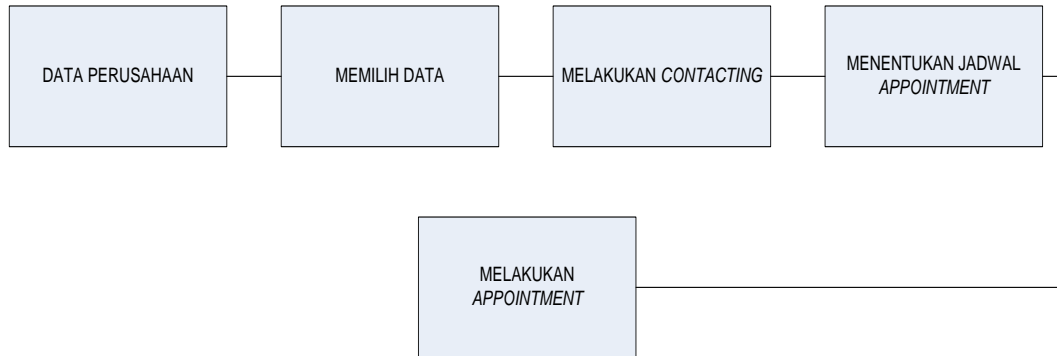 DATA PERUSAHAAN
MEMILIH DATA
MELAKUKAN CONTACTING
MENENTUKAN JADWAL
APPOINTMENT
MELAKUKAN
APPOINTMENT